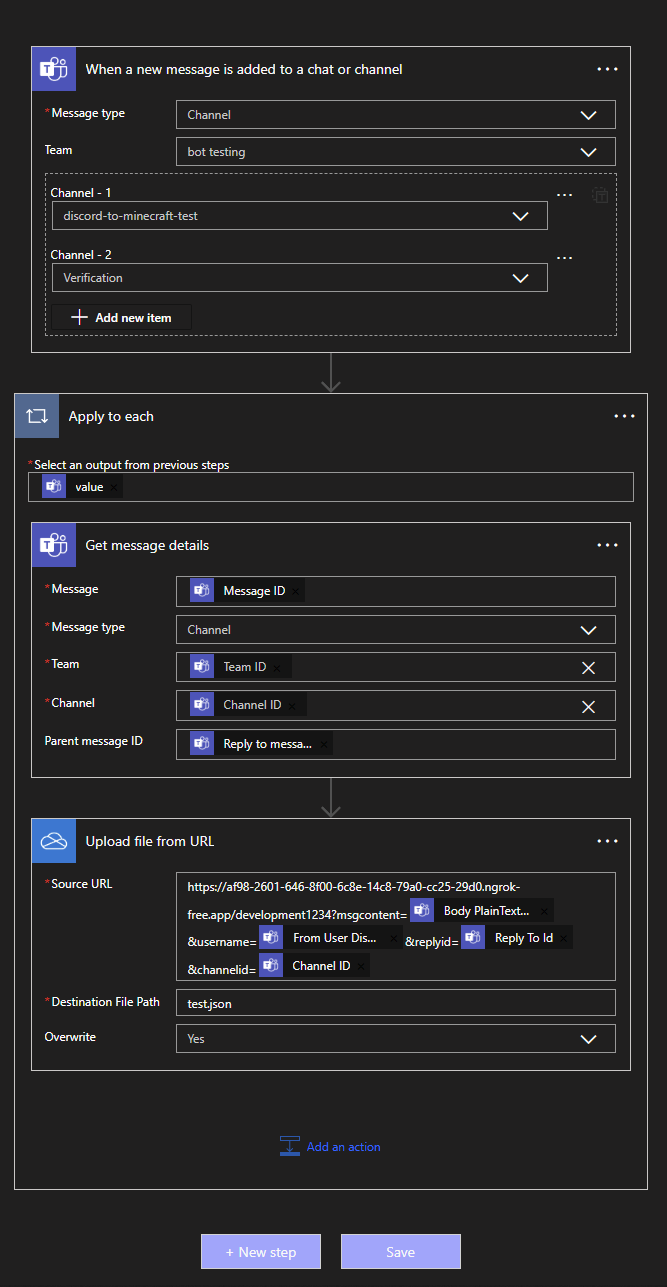 When a new message is added to a chat or channel
* Message type
Channel
Team
bot testing
Channel - 1
discord-to-minecraft-test
Channel - 2
Verification
Add new item
Apply to each
* Select an output from previous steps
value
Get message details
* Message
Message ID
* Message type
Channel
* Team
Team ID
* Channel
Channel ID
Parent message ID
Reply to messa...
Upload file from URL
* Source URL
https://af98-2601-646-8f00-6c8e-14c8-79a0-cc25-29d0.ngrok-
free.app/development1234?msgcontent= Body PlainText...
&username= From User Dis... &replyid= Reply To Id
&channelid= Channel ID
* Destination File Path
test.json
Overwrite
Yes
Add an action
+ New step
Save